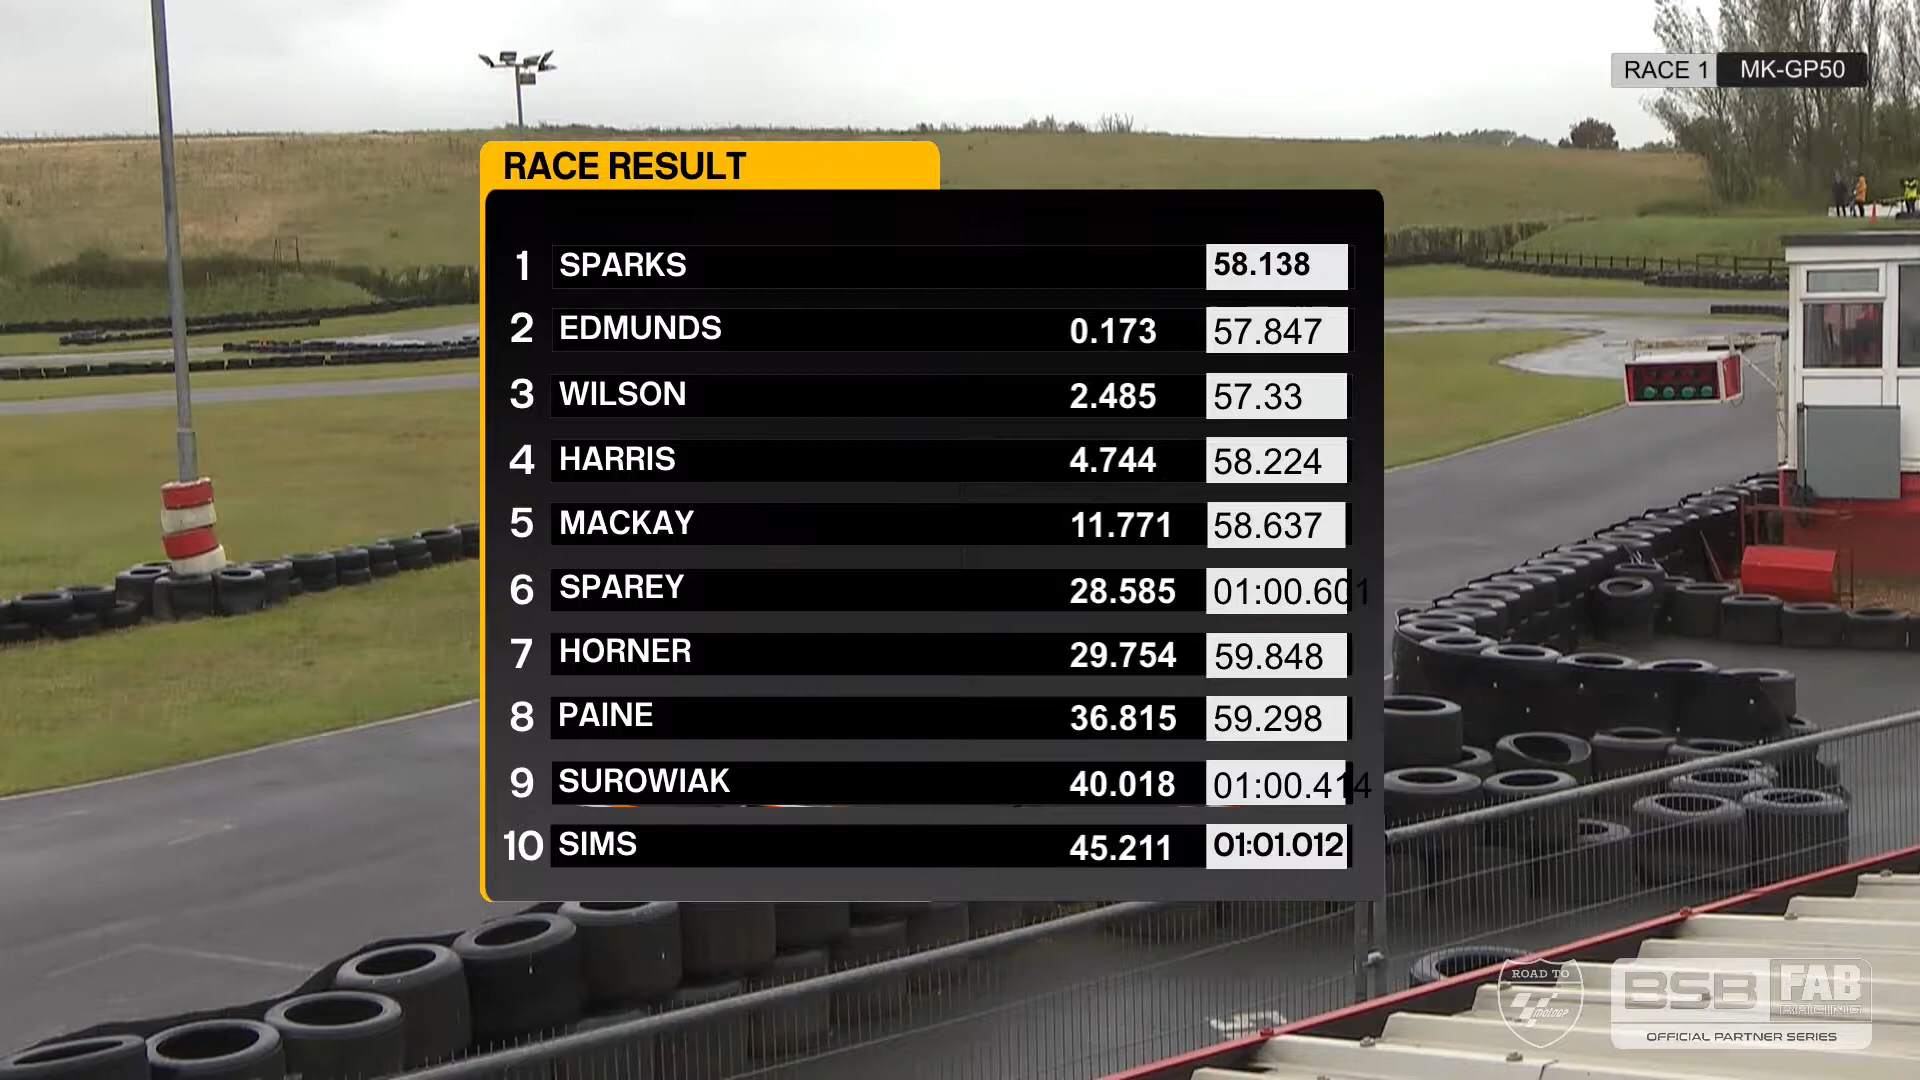 RACE 1 MK-GP50
RACE RESULT
1 SPARKS 58.138
2 EDMUNDS 0.173 57.847
3 WILSON 2.485 57.33
4 HARRIS 4.744 58.224
5 MACKAY 11.771 58.637
6 SPAREY 28.585 01:00.601
7 HORNER 29.754 59.848
8 PAINE 36.815 59.298
9 SUROWIAK 40.018 01:00.414
10 SIMS 45.211 01:01.012
ROAD TO
MotoGP
BSB FAB
RACING
OFFICIAL PARTNER SERIES